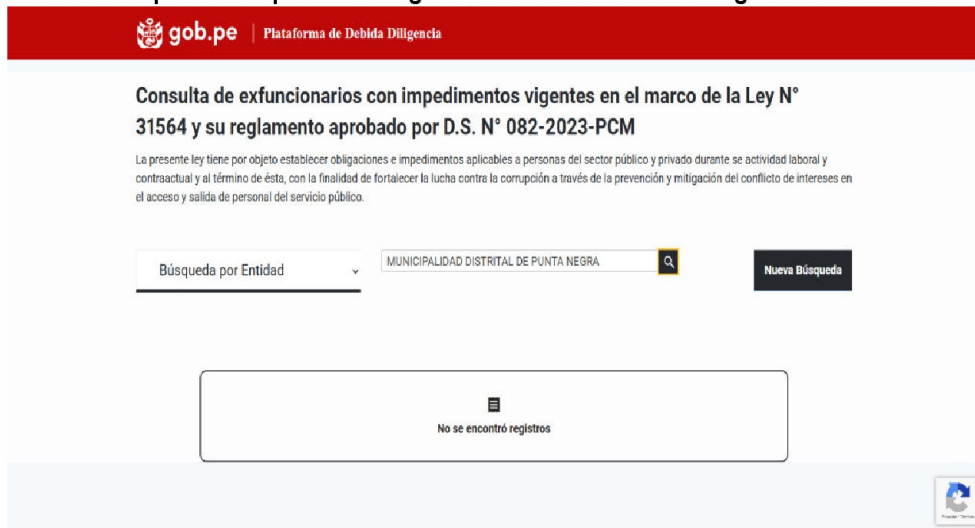 gob.pe | Plataforma de Debida Diligencia
Consulta de exfuncionarios con impedimentos vigentes en el marco de la Ley N°
31564 y su reglamento aprobado por D.S. N° 082-2023-PCM
La presente ley tiene por objeto establecer obligaciones e impedimentos aplicables a personas del sector público y privado durante se actividad laboral y
contraactual y al término de ésta, con la finalidad de fortalecer la lucha contra la corrupción a través de la prevención y mitigación del conflicto de intereses en
el acceso y salida de personal del servicio público.
Búsqueda por Entidad
MUNICIPALIDAD DISTRITAL DE PUNTA NEGRA
Nueva Búsqueda
No se encontró registros